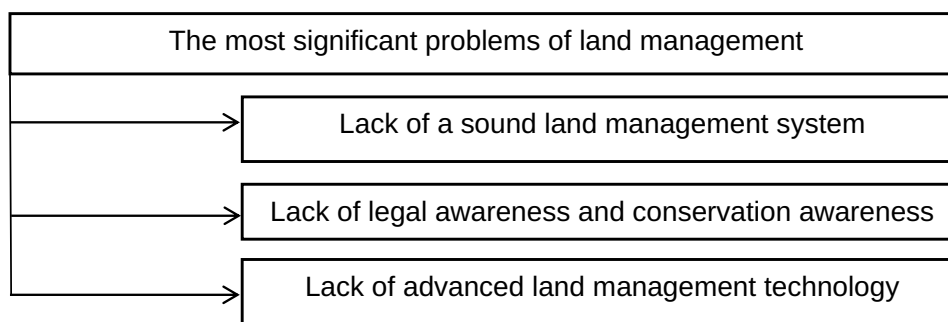 The most significant problems of land management
Lack of a sound land management system
Lack of legal awareness and conservation awareness
Lack of advanced land management technology